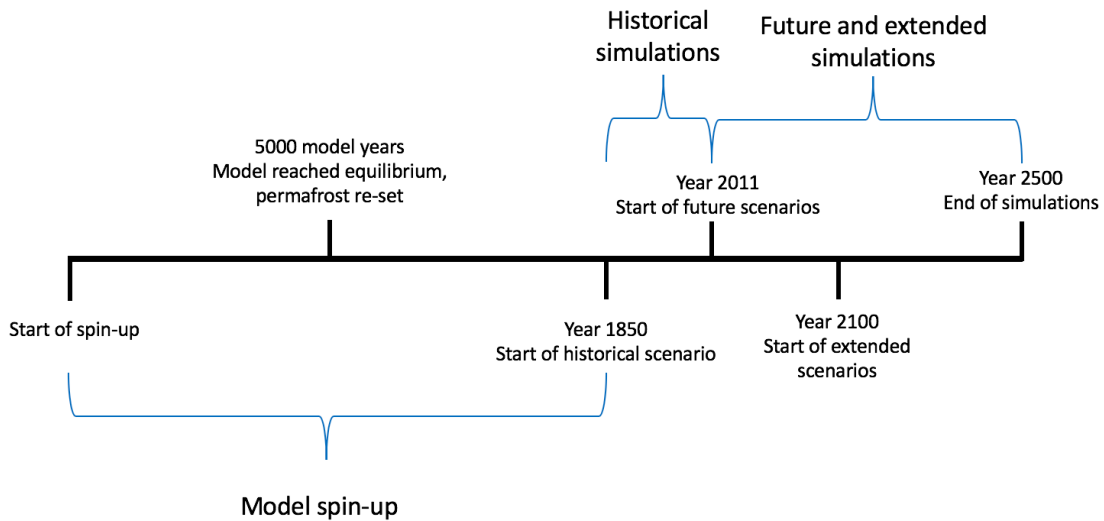 Historical
simulations
Future and extended
simulations
5000 model years
Model reached equilibrium,
permafrost re-set
Year 2011
Start of future scenarios
Year 2500
End of simulations
Start of spin-up
Year 1850
Start of historical scenario
Year 2100
Start of extended
scenarios
Model spin-up